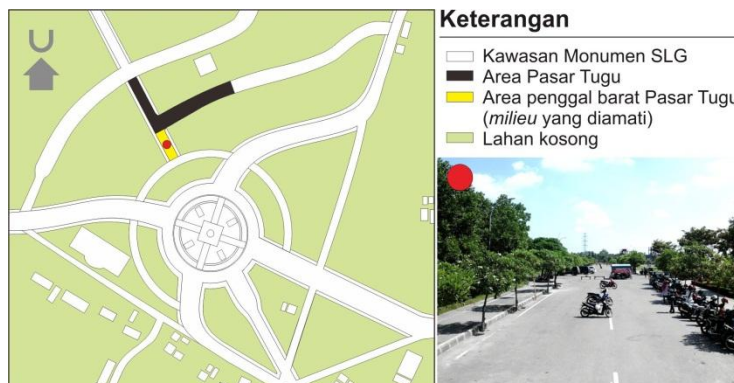 U
Keterangan
Kawasan Monumen SLG
Area Pasar Tugu
Area penggal barat Pasar Tugu
(milieu yang diamati)
Lahan kosong